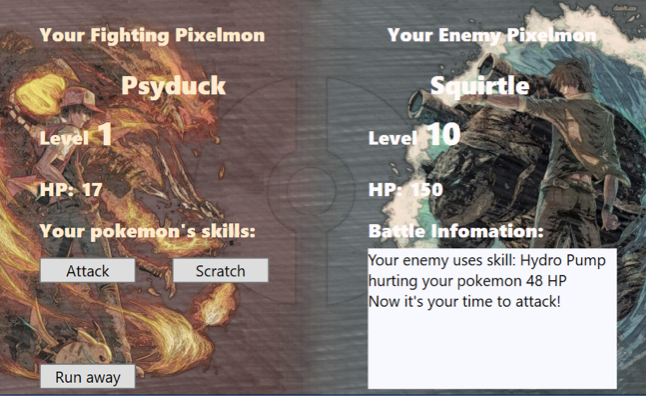 Your Fighting Pixelmon
Psyduck
Level 1
HP: 17
Your pokemon's skills:
Attack
Scratch
Run away
Your Enemy Pixelmon
Squirtle
Level 10
HP: 150
Battle Infomation:
Your enemy uses skill: Hydro Pump
hurting your pokemon 48 HP
Now it's your time to attack!